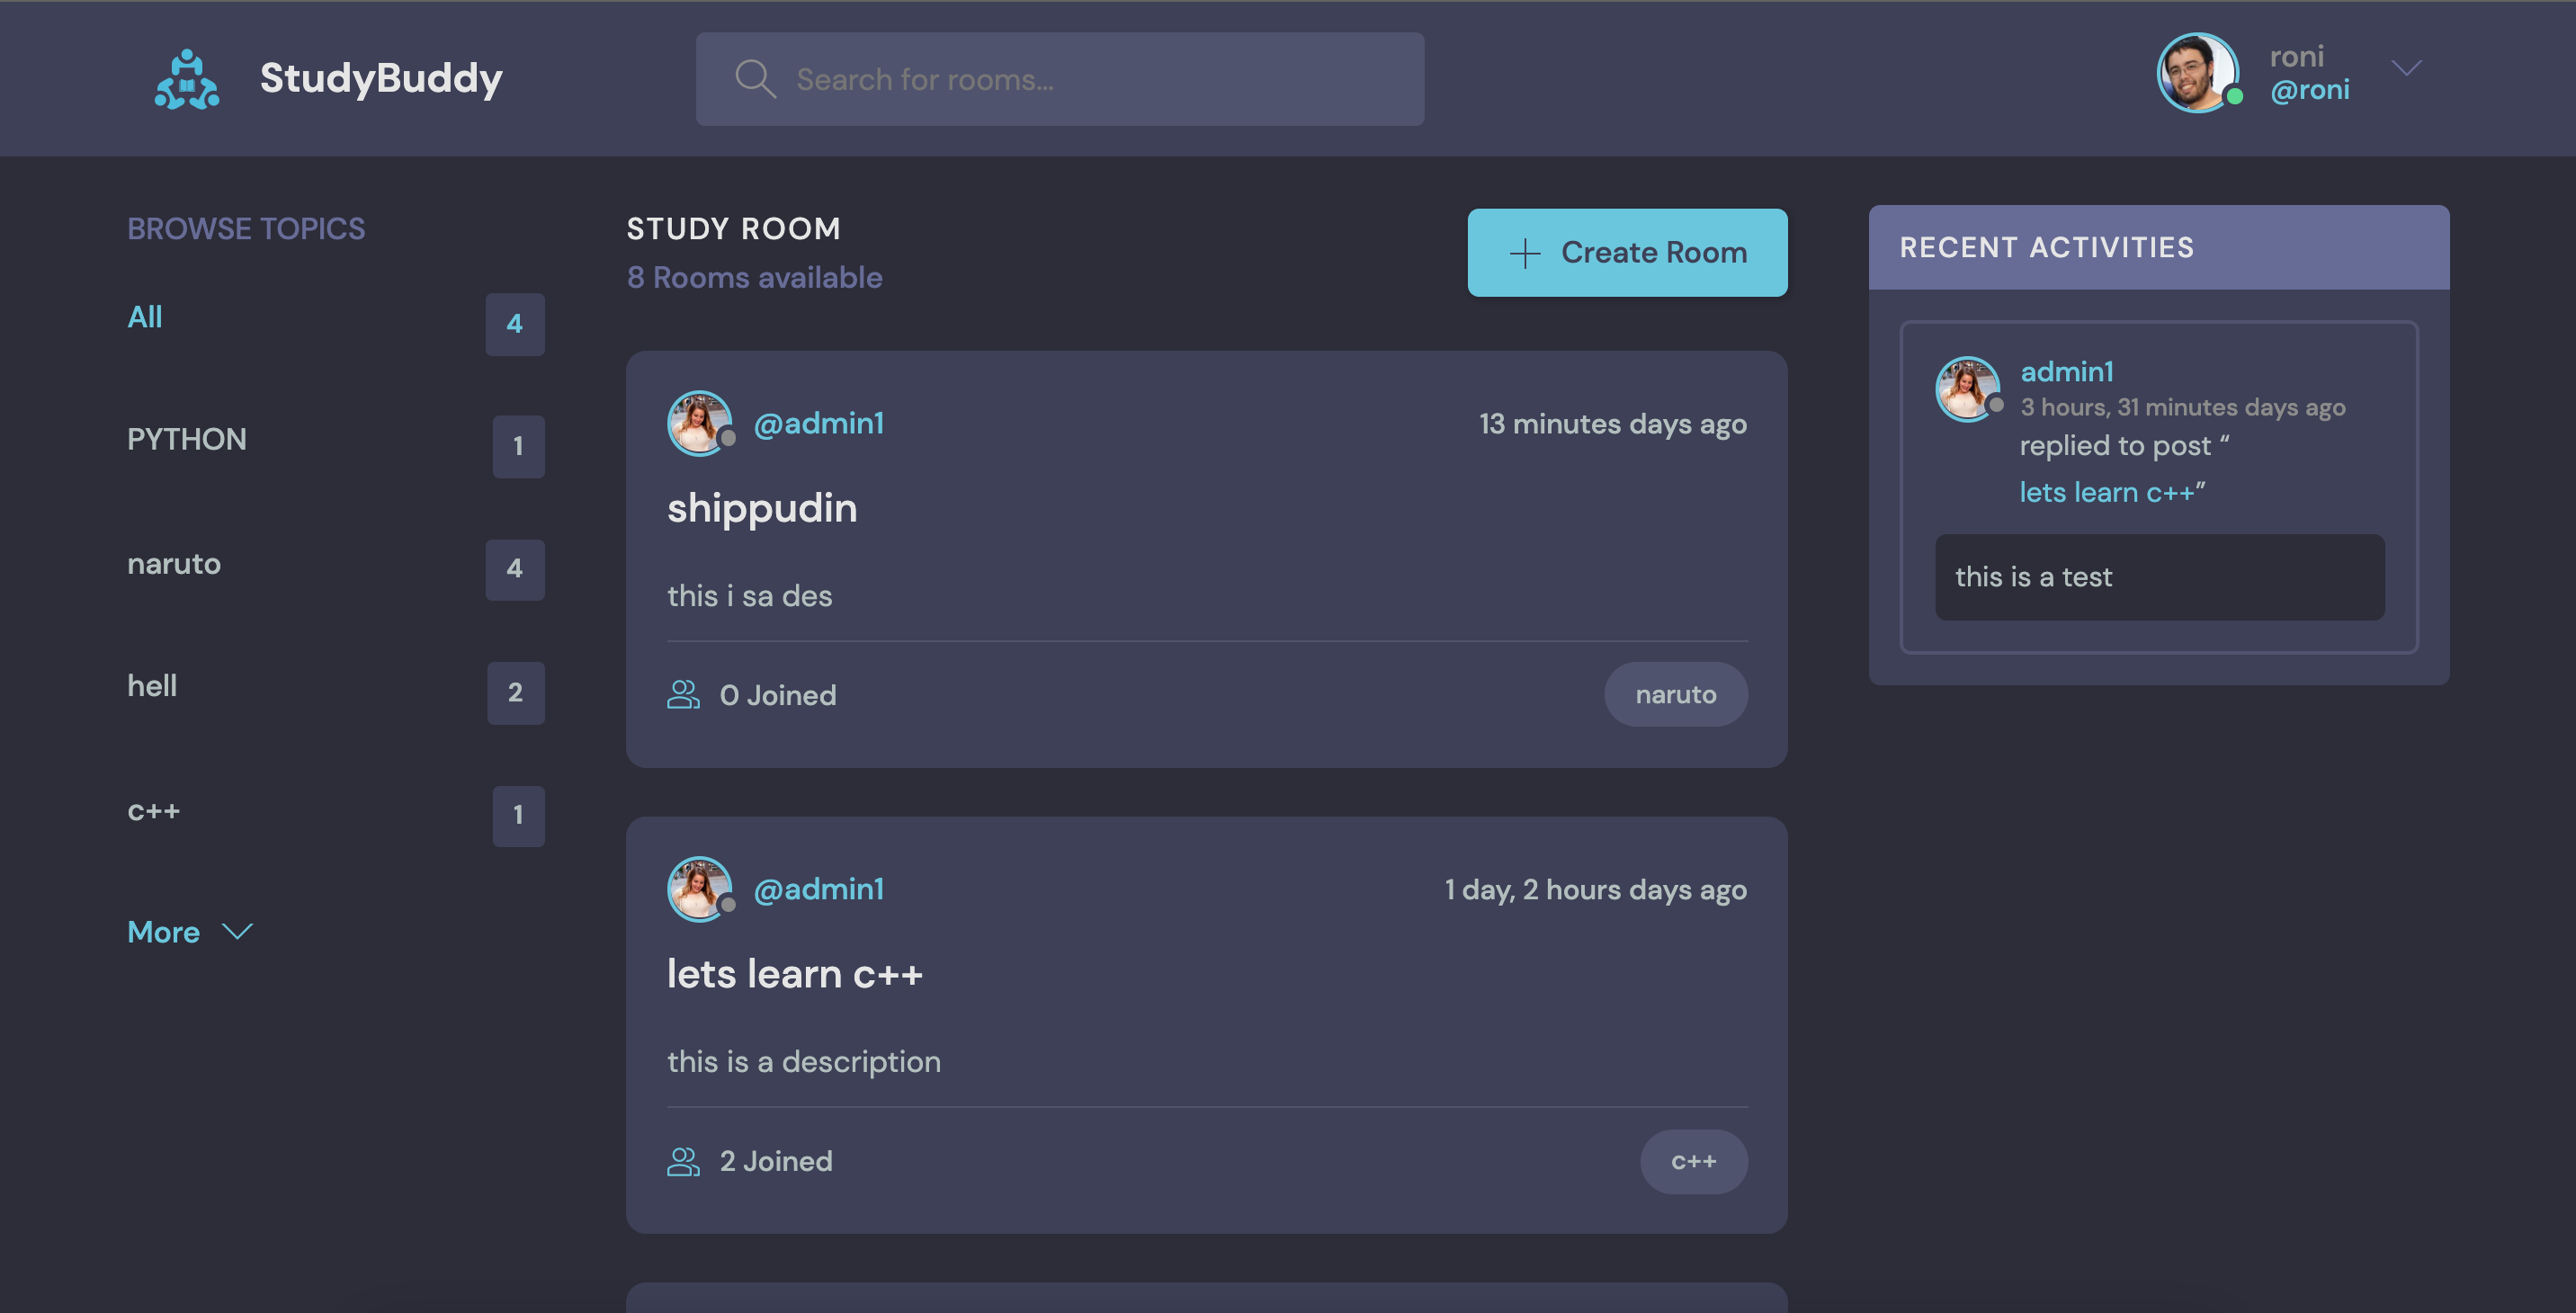 StudyBuddy
Search for rooms...
roni
@roni
BROWSE TOPICS
All
4
PYTHON
1
naruto
4
hell
2
c++
1
More
STUDY ROOM
8 Rooms available
Create Room
@admin1
13 minutes days ago
shippudin
this i sa des
0 Joined
naruto
@admin1
1 day, 2 hours days ago
lets learn c++
this is a description
2 Joined
c++
RECENT ACTIVITIES
admin1
3 hours, 31 minutes days ago
replied to post “
lets learn c++”
this is a test